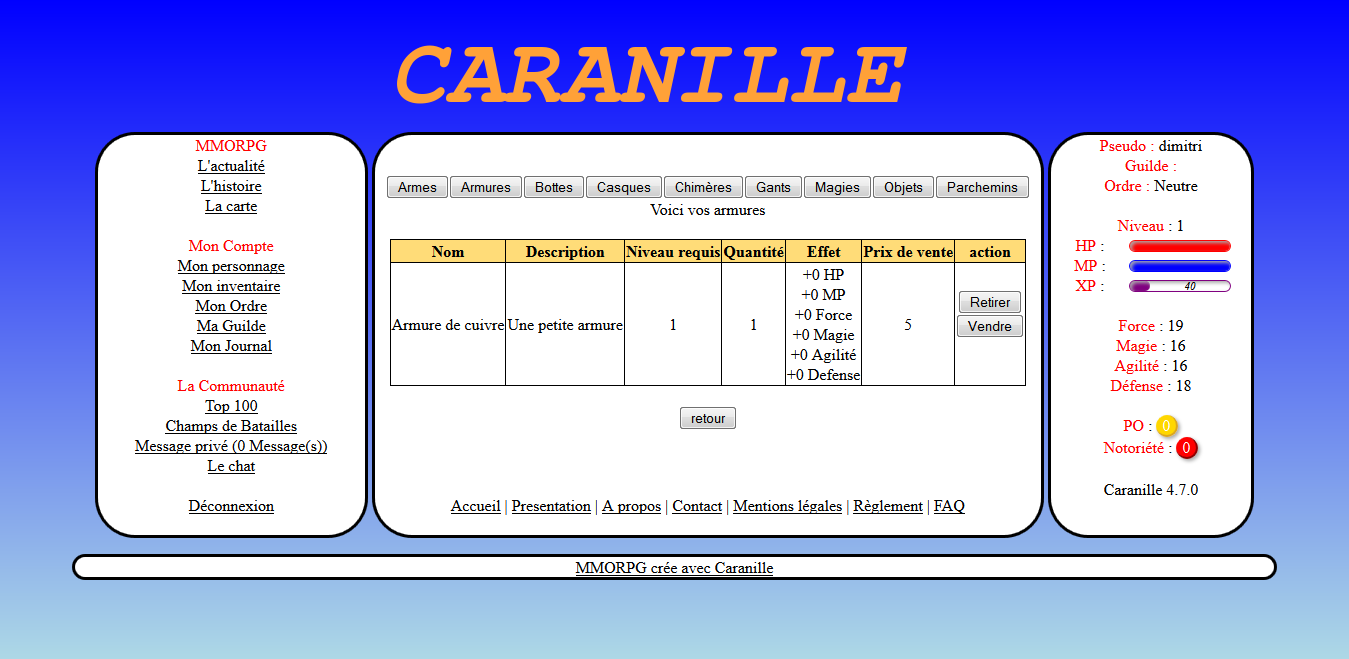 CARANILLE
MMORPG
L'actualité
L'histoire
La carte
Mon Compte
Mon personnage
Mon inventaire
Mon Ordre
Ma Guilde
Mon Journal
La Communauté
Top 100
Champs de Batailles
Message privé (0 Message(s))
Le chat
Déconnexion
Armes Armures Bottes Casques Chimères Gants Magies Objets Parchemins
Voici vos armures
Nom Description Niveau requis Quantité Effet Prix de vente action
Armure de cuivre Une petite armure 1 1 +0 HP 5 Retirer
+0 MP Vendre
+0 Force
+0 Magie
+0 Agilité
+0 Defense
retour
Accueil | Presentation | A propos | Contact | Mentions légales | Règlement | FAQ
Pseudo : dimitri
Guilde :
Ordre : Neutre
Niveau : 1
HP :
MP :
XP : 40
Force : 19
Magie : 16
Agilité : 16
Défense : 18
PO : 0
Notoriété : 0
Caranille 4.7.0
MMORPG crée avec Caranille